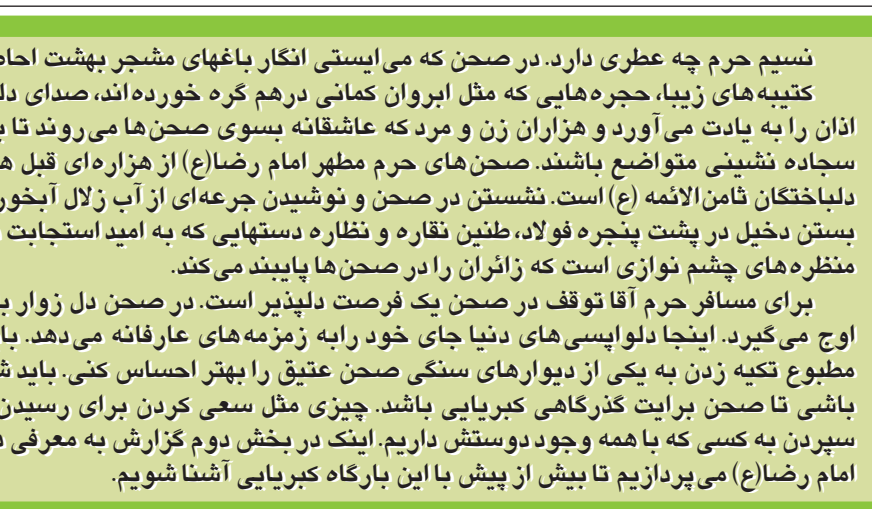 نسیم حرم چه عطری دارد. در صحن که می‌ایستی انگار باغهای مشجر بهشت
کتیبه‌های زیبا، حجره‌هایی که مثل ابروان کمانی درهم گره خورده‌اند، صدای
اذان را به یادت می‌آورد و هزاران زن و مرد که عاشقانه بسوی صحن‌ها می‌روند تا
سجاده نشینی متواضع باشند. صحن‌های حرم مطهر امام رضا(ع) از هزاره‌ای قبل
دلباختگان ثامن‌الائمه (ع) است. نشستن در صحن و نوشیدن جرعه‌ای از آب زلال
بستن دخیل در پشت پنجره فولاد، طنین نقاره و نظاره دستهایی که به امید استجابت
منظره‌های چشم نوازی است که زائران را در صحن‌ها پایبند می‌کند.
برای مسافر حرم آقا توقف در صحن یک فرصت دلپذیر است. در صحن دل زوار
اوج می‌گیرد. اینجا دلواپسی‌های دنیا جای خود رابه زمزمه‌های عارفانه می‌دهد.
مطبوع تکیه زدن به یکی از دیوارهای سنگی صحن عتیق را بهتر احساس کنی. باید
باشی تا صحن برایت گذرگاهی کبریایی باشد. چیزی مثل سعی کردن برای رسیدن
سپردن به کسی که با همه وجود دوستش داریم. اینک در بخش دوم گزارش به معرفی
امام رضا(ع) می‌پردازیم تا بیش از پیش با این بارگاه کبریایی آشنا شویم.